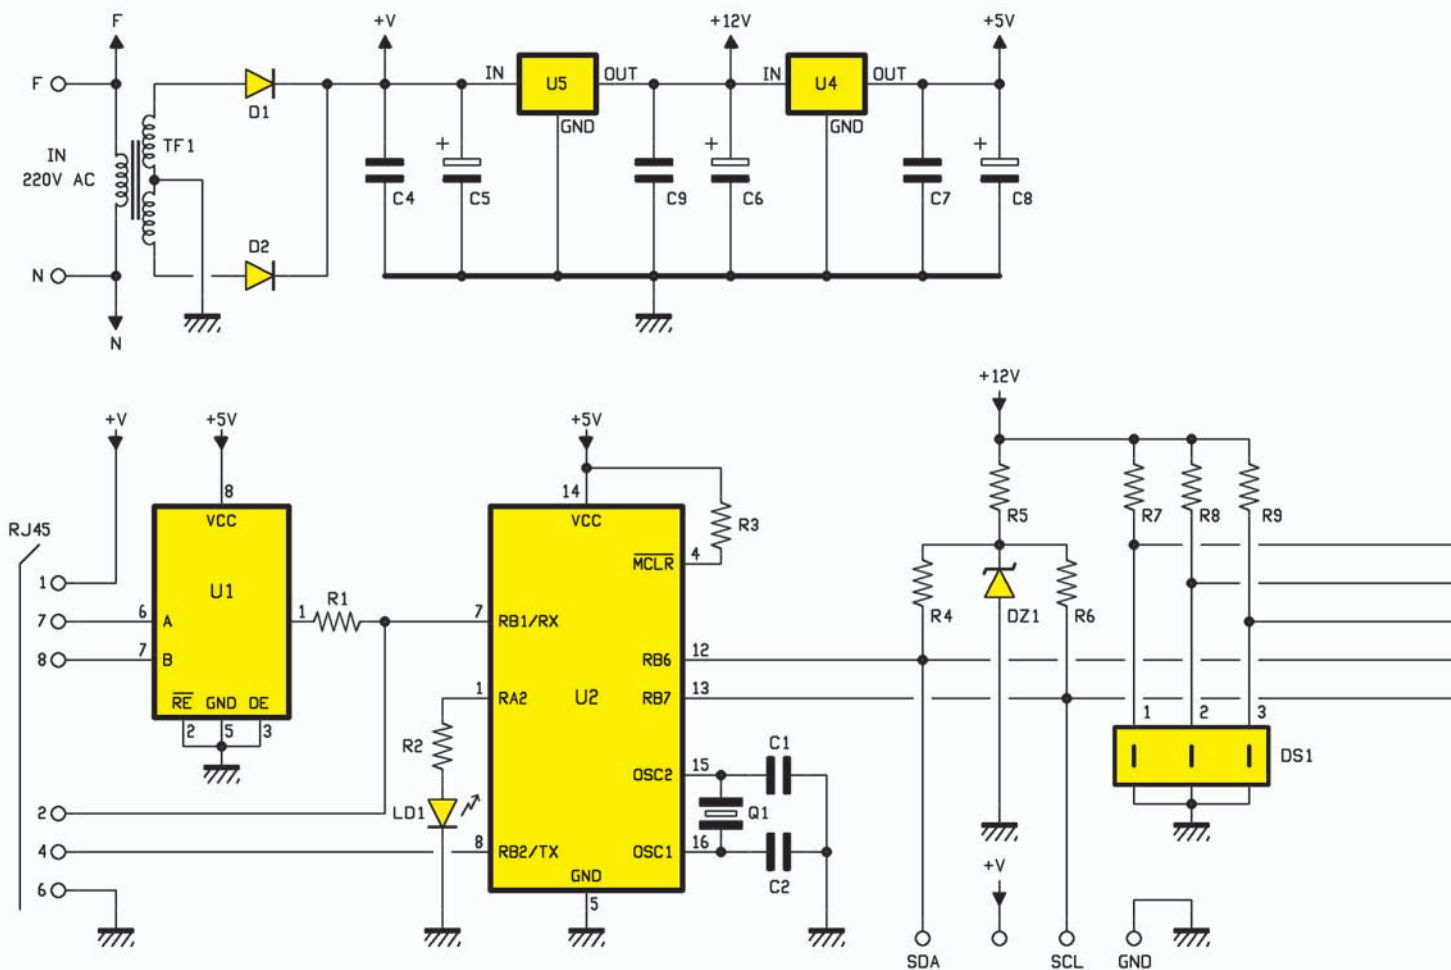 F +V +12V +5V
F IN U5 OUT IN U4 OUT
D1 GND GND
IN TF1 + + +
220V AC C4 C5 C9 C6 C7 C8
D2
N
N
+12V
+V +5V +5V
8 14
RJ45 VCC VCC R3 R5 R7 R8 R9
1 U1 MCLR 4
7 6 A 1 R1 7 RB1/RX R4 DZ1 R6
8 7 B RB6 12
RE GND DE 1 RA2 U2 RB7 13
2 5 3 1 2 3
R2 C1 DS1
OSC2 15
2 LD1 Q1
4 8 RB2/TX OSC1 16
6 GND C2 +V
5
SDA SCL GND